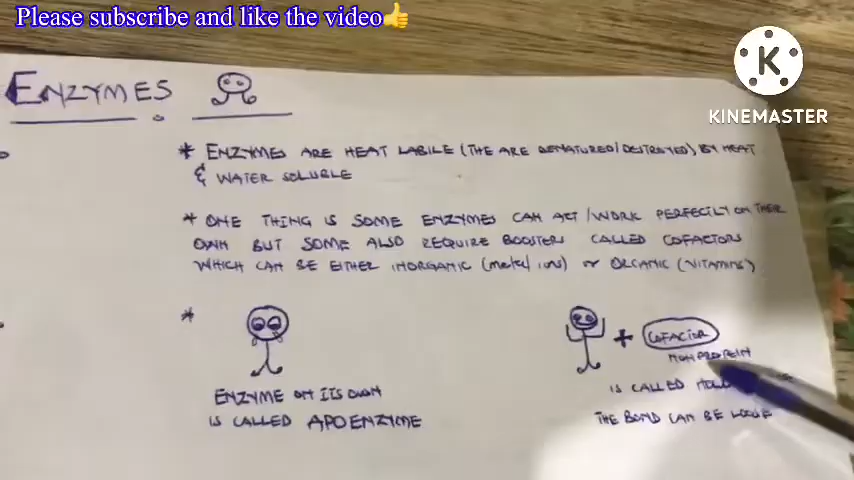 Please subscribe and like the video👍
KINEMASTER
ENZYMES
* ENZYMES ARE HEAT LABILE (THE ARE DENATURED/DESTROYED) BY HEAT
& WATER SOLUBLE
* ONE THING IS SOME ENZYMES CAN ACT/WORK PERFECTLY ON THEIR
OWN BUT SOME ALSO REQUIRE BOOSTER CALLED COFACTORS
WHICH CAN BE EITHER INORGANIC (metal ions) or ORGANIC (VITAMINS)
*
+ COFACTOR
NON PROTEIN
ENZYME ON ITS OWN
IS CALLED APOENZYME
IS CALLED
THE BOND CAN BE LOOSE